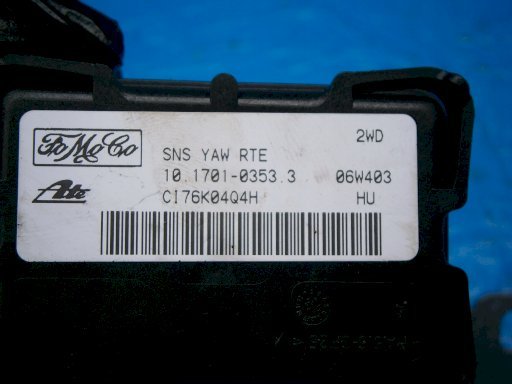 2WD
FoMoCo
SNS YAW RTE
10.1701-0353.3 06W403
Ate
CI76K04Q4H HU